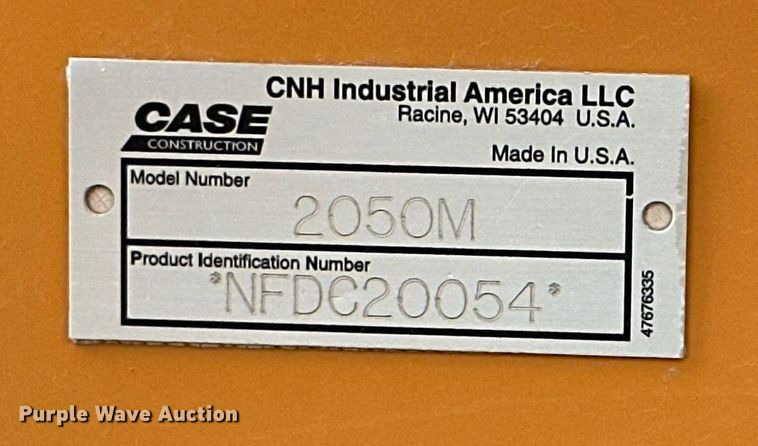 CNH Industrial America LLC
Racine, WI 53404 U.S.A.
CASE
CONSTRUCTION
Made In U.S.A.
Model Number
2050M
Product Identification Number
*NFDC20054*
47676335
Purple Wave Auction